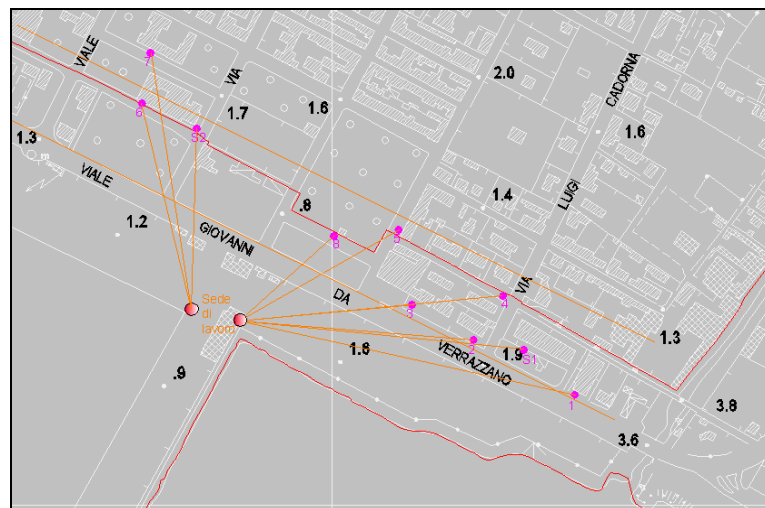 VIALE
7
VIA
2.0
CADORNA
6
1.7
1.6
S2
1.6
1.3
VIALE
1.4
LUIGI
.8
1.2
GIOVANNI
8
5
Sede
di
lavoro
DA
3
4
VIA
1.3
2
1.9
S1
1.8
VERRAZZANO
.9
1
3.8
3.6